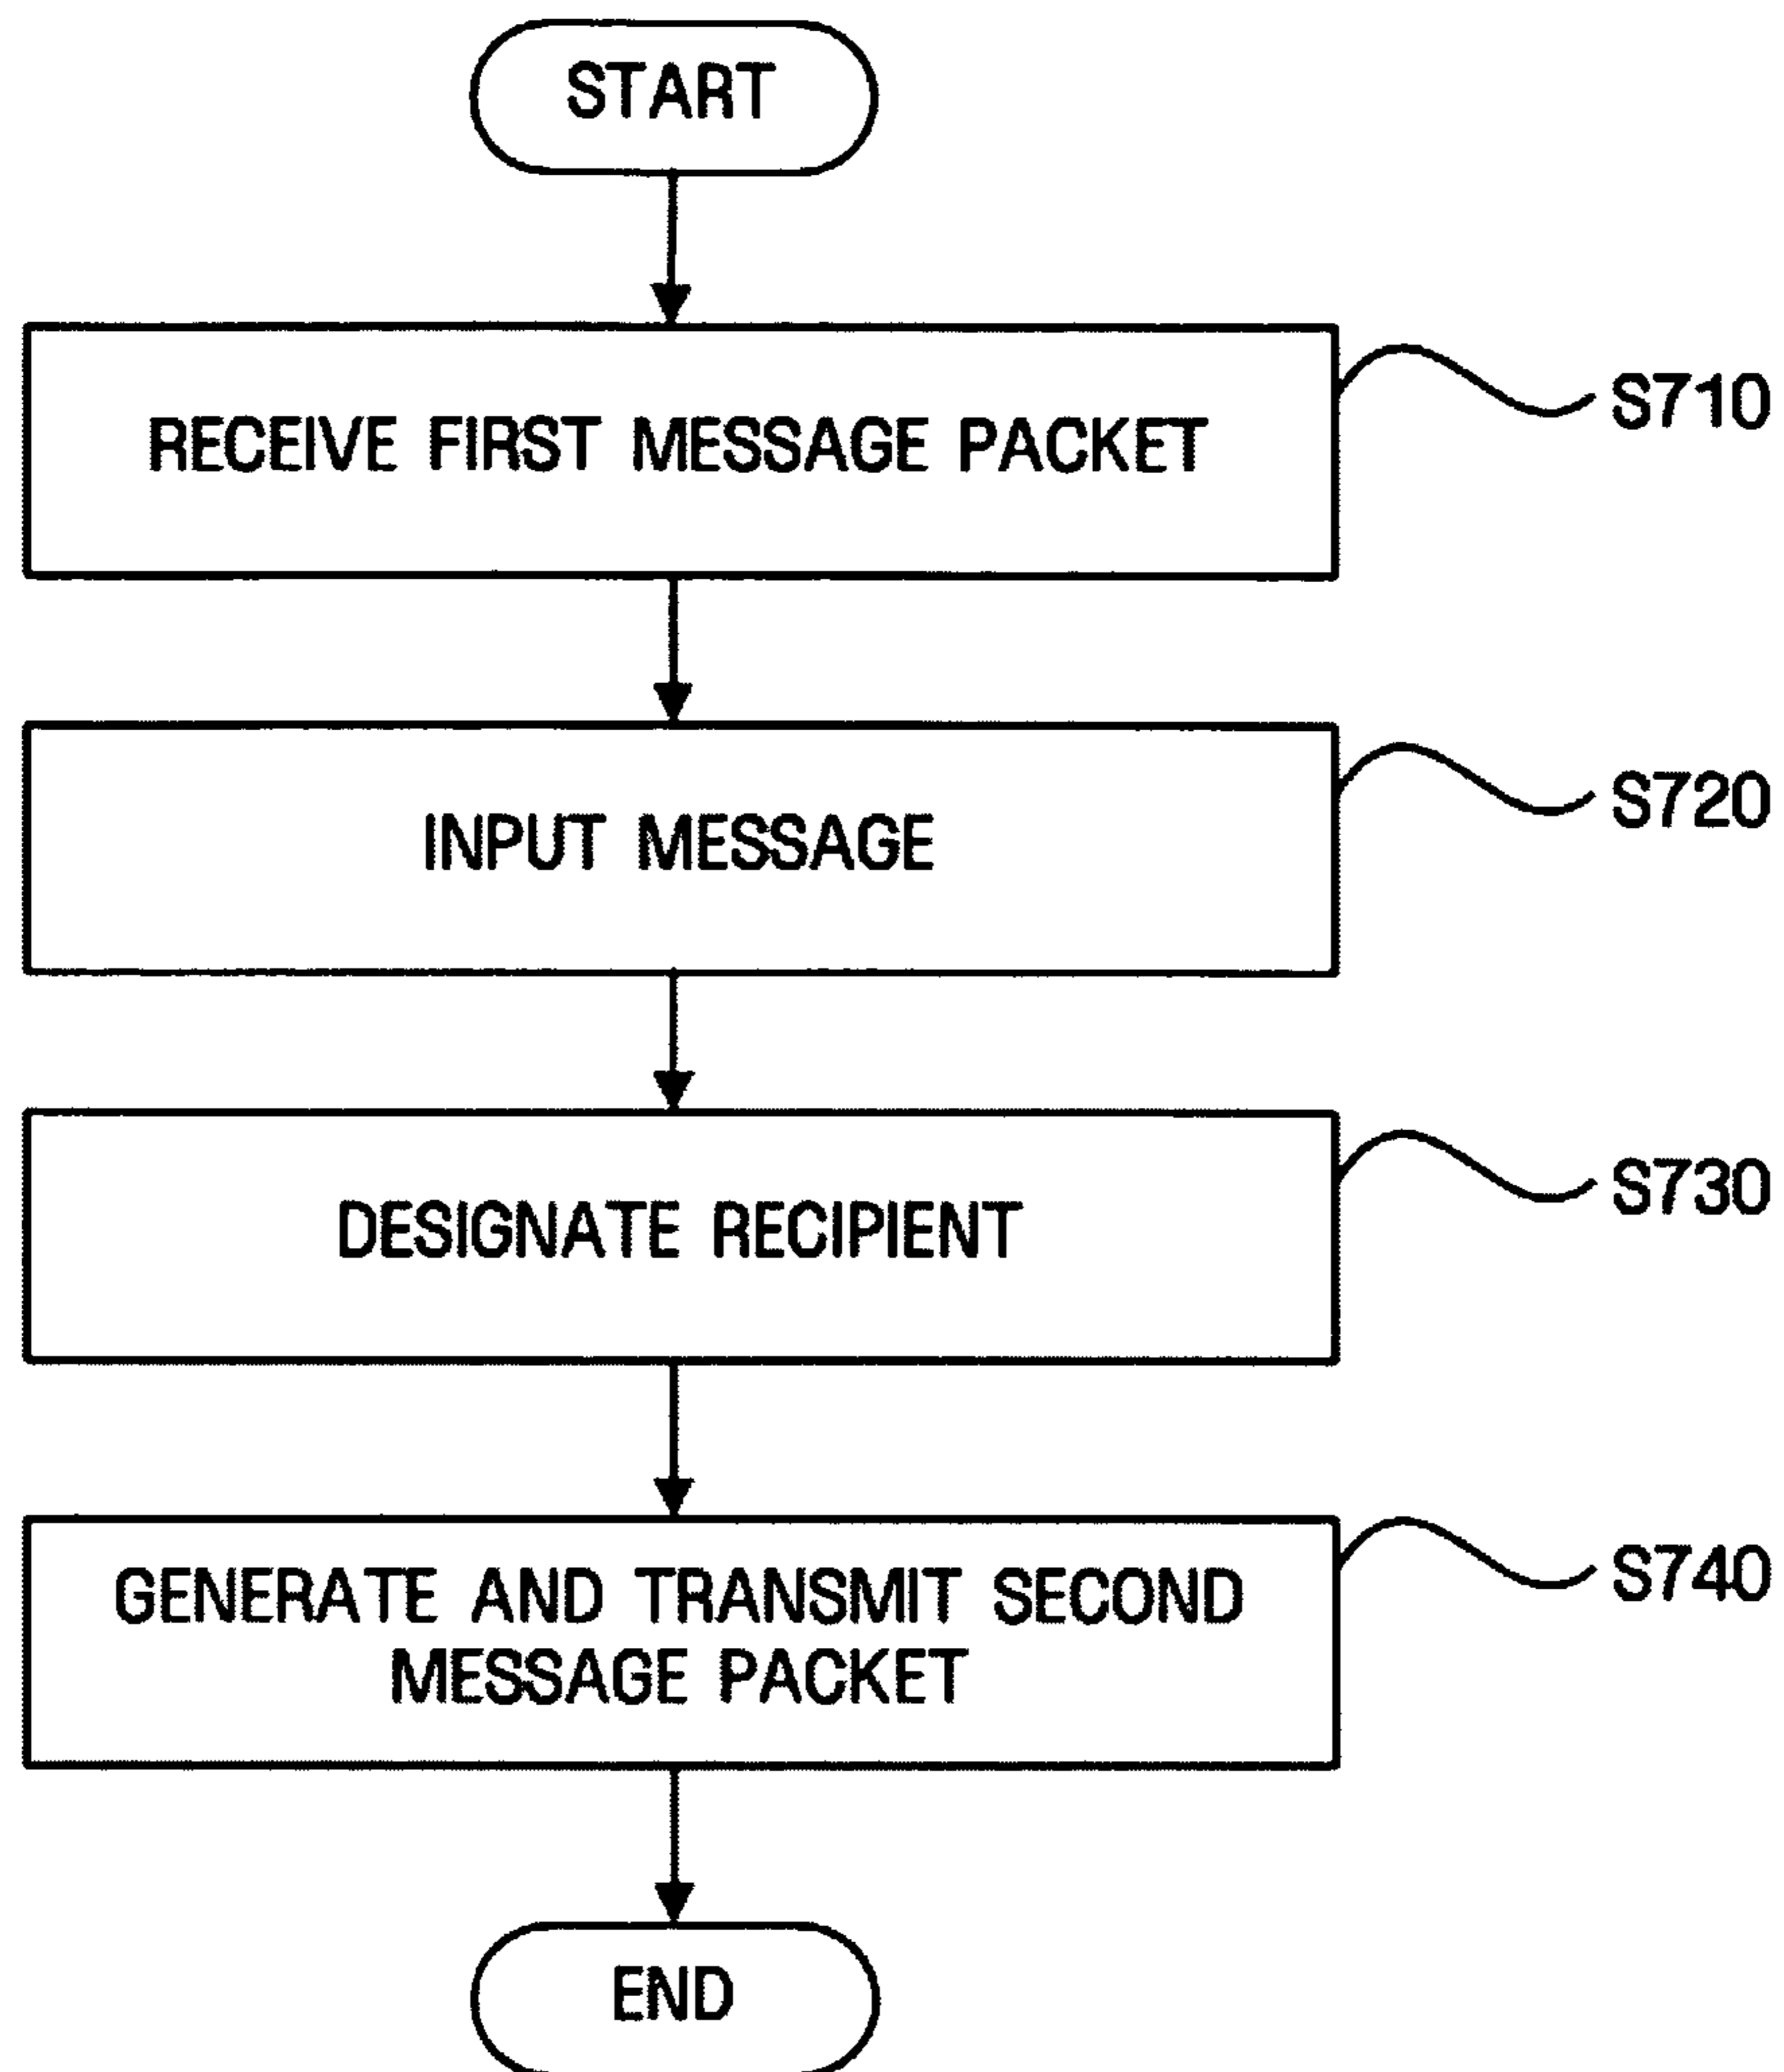 START
RECEIVE FIRST MESSAGE PACKET
S710
INPUT MESSAGE
S720
DESIGNATE RECIPIENT
S730
GENERATE AND TRANSMIT SECOND
MESSAGE PACKET
S740
END